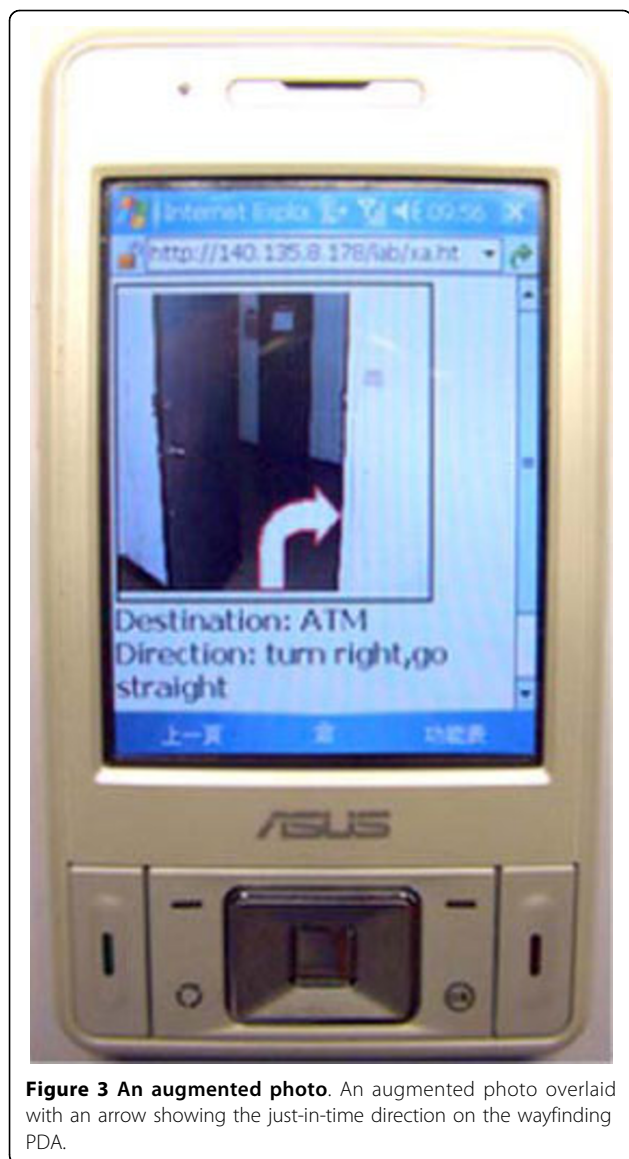 Internet Explo 09:56
http://140.135.8.178/lab/xa.ht
Destination: ATM
Direction: turn right,go
straight
上一頁 功能表
ASUS
OK
Figure 3 An augmented photo. An augmented photo overlaid
with an arrow showing the just-in-time direction on the wayfinding
PDA.